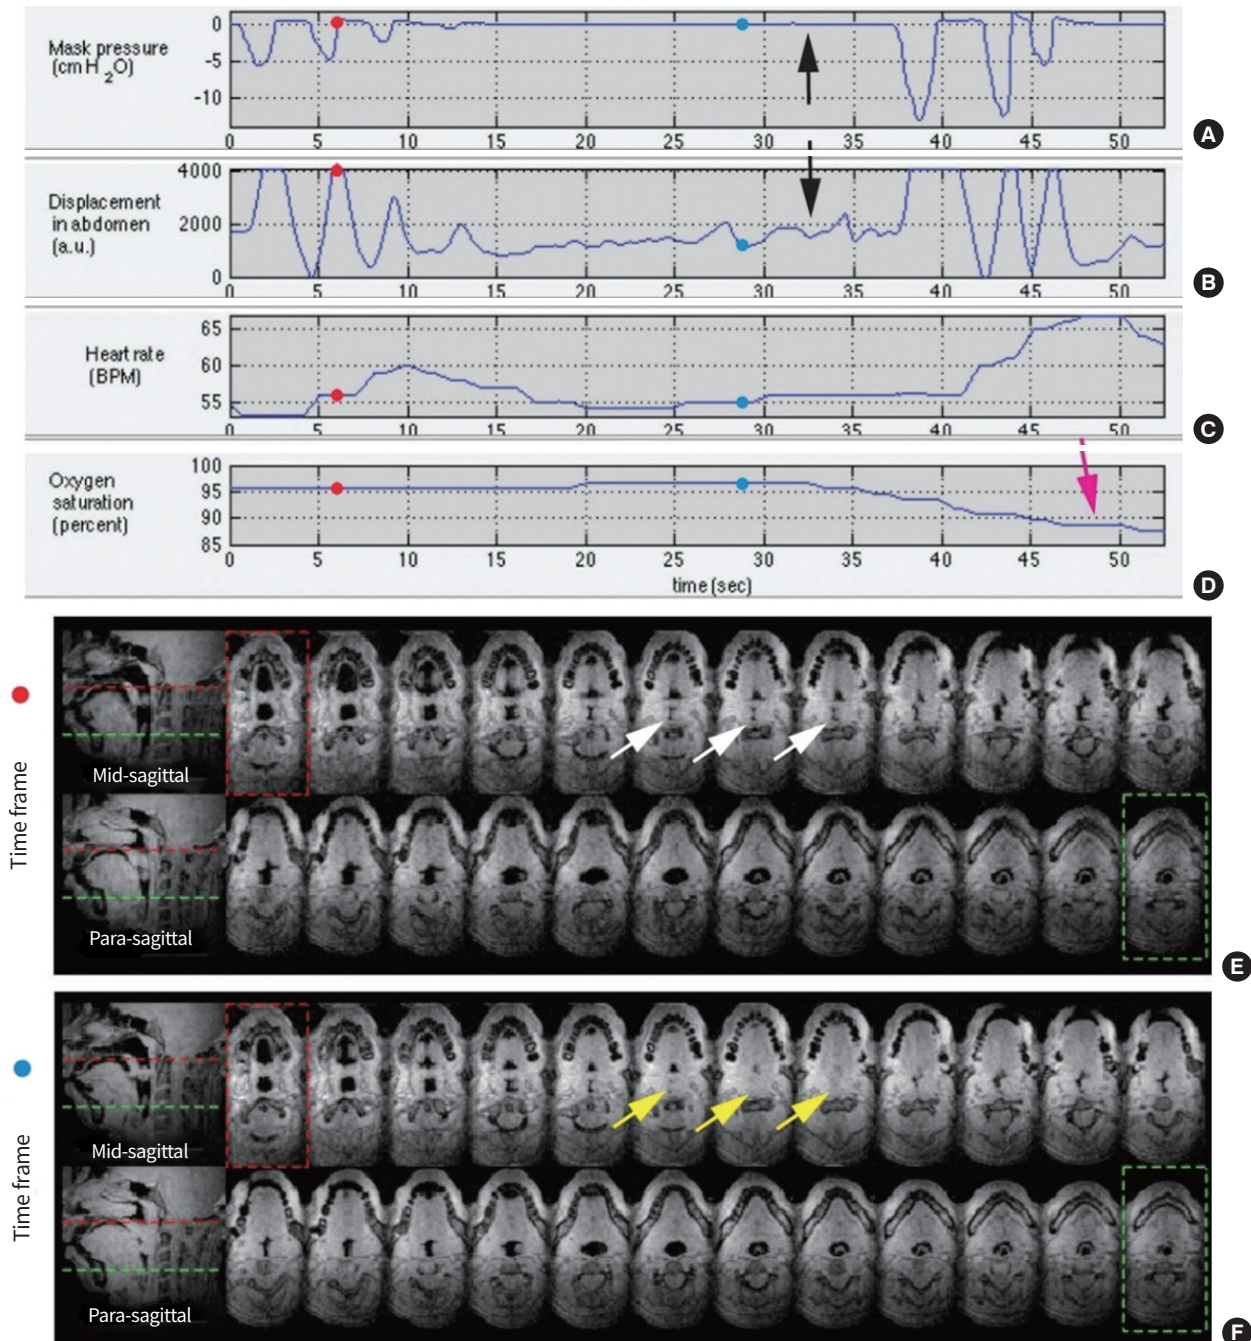 Mask pressure
(cm H2O)
0
-5
-10
0 5 10 15 20 25 30 35 40 45 50
A
Displacement
in abdomen
(a.u.)
4000
2000
0
0 5 10 15 20 25 30 35 40 45 50
B
Heart rate
(BPM)
65
60
55
0 5 10 15 20 25 30 35 40 45 50
C
Oxygen
saturation
(percent)
100
95
90
85
0 5 10 15 20 25 30 35 40 45 50
time (sec)
D
Time frame
Mid-sagittal
Para-sagittal
E
Time frame
Mid-sagittal
Para-sagittal
F